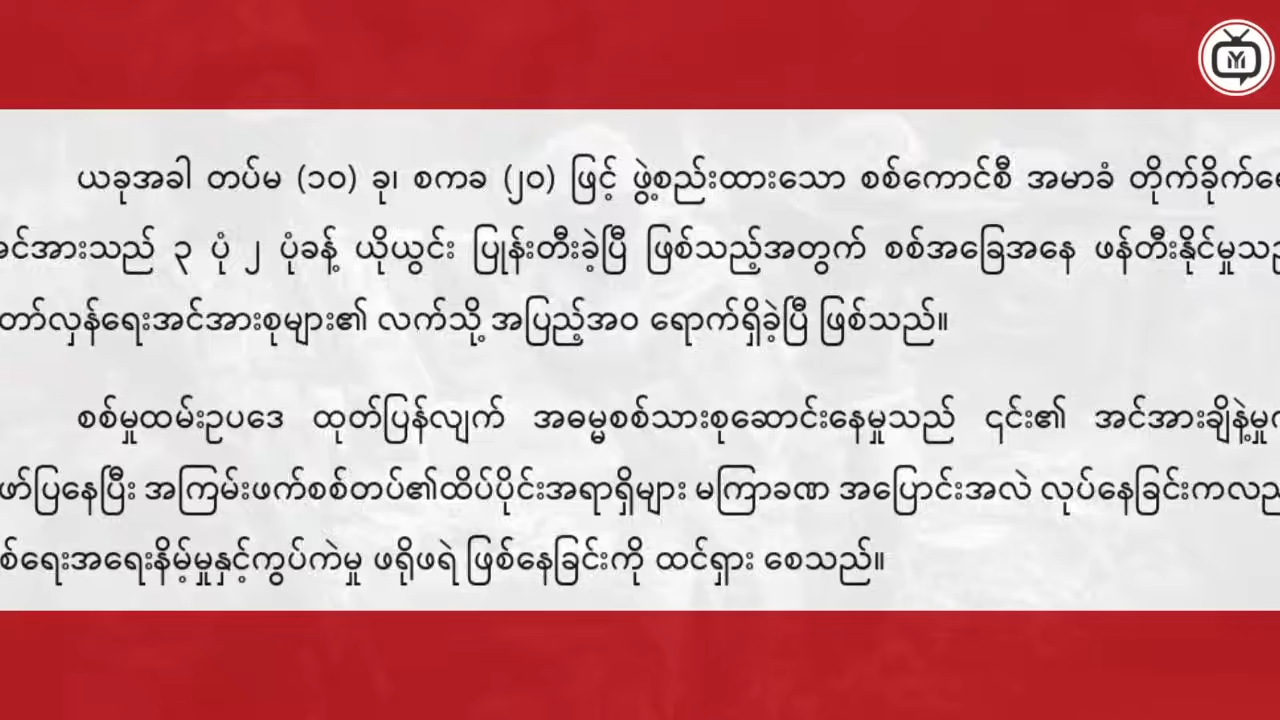 ယခုအခါ တပ်မ (၁၀) ခု၊ စကခ (၂၀) ဖြင့် ဖွဲ့စည်းထားသော စစ်ကောင်စီ အမာခံ တိုက်ခိုက်ရေ
အင်အားသည် ၃ ပုံ ၂ ပုံခန့် ယိုယွင်း ပြုန်းတီးခဲ့ပြီ ဖြစ်သည့်အတွက် စစ်အခြေအနေ ဖန်တီးနိုင်မှုသည်
တော်လှန်ရေးအင်အားစုများ၏ လက်သို့ အပြည့်အဝ ရောက်ရှိခဲ့ပြီ ဖြစ်သည်။
စစ်မှုထမ်းဥပဒေ ထုတ်ပြန်လျက် အဓမ္မစစ်သားစုဆောင်းနေမှုသည် ၎င်း၏ အင်အားချိနဲ့မှုက
ဖော်ပြနေပြီး အကြမ်းဖက်စစ်တပ်၏ထိပ်ပိုင်းအရာရှိများ မကြာခဏ အပြောင်းအလဲ လုပ်နေခြင်းကလည်
စ်ရေးအရေးနိမ့်မှုနှင့်ကွပ်ကဲမှု ဖရိုဖရဲ ဖြစ်နေခြင်းကို ထင်ရှား စေသည်။